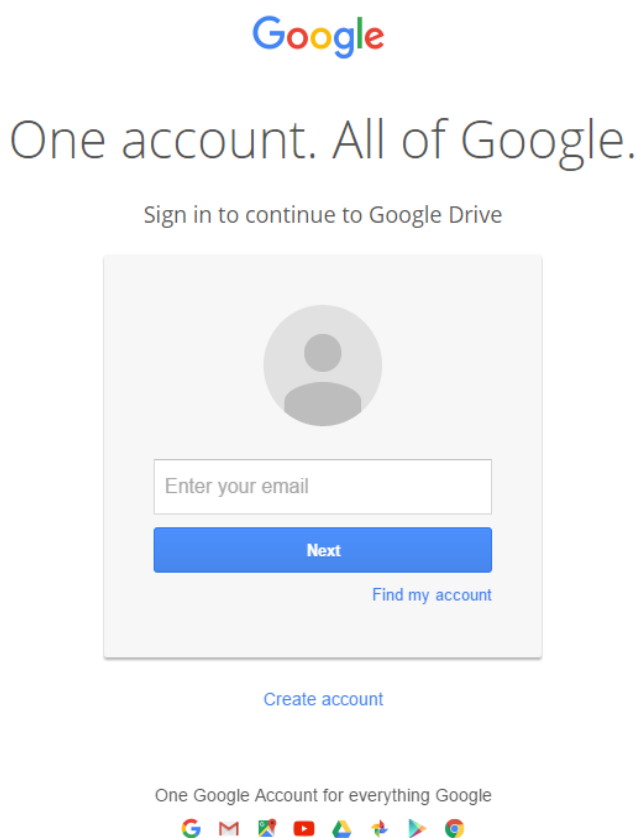 Google
One account. All of Google.
Sign in to continue to Google Drive
Enter your email
Next
Find my account
Create account
One Google Account for everything Google